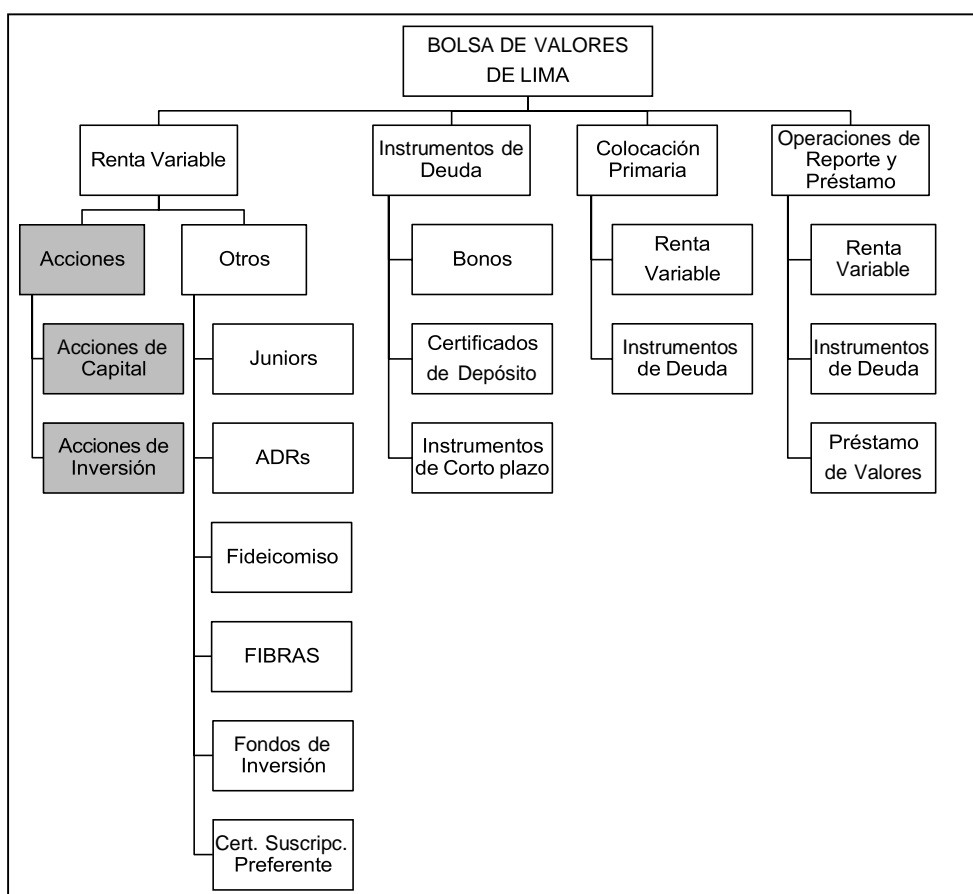 BOLSA DE VALORES
DE LIMA
Renta Variable
Acciones
Acciones de
Capital
Acciones de
Inversión
Otros
Juniors
ADRs
Fideicomiso
FIBRAS
Fondos de
Inversión
Cert. Suscripc.
Preferente
Instrumentos de
Deuda
Bonos
Certificados
de Depósito
Instrumentos
de Corto plazo
Colocación
Primaria
Renta
Variable
Instrumentos
de Deuda
Operaciones de
Reporte y
Préstamo
Renta
Variable
Instrumentos
de Deuda
Préstamo
de Valores